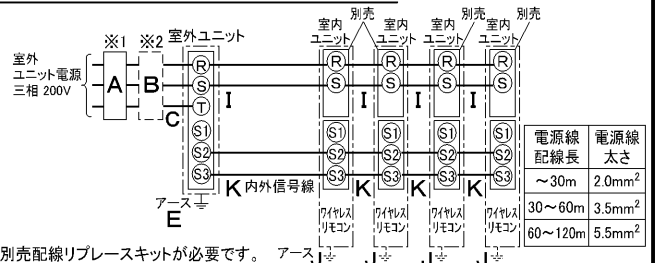 ※1 ※2 室外ユニット
室外
ユニット電源
三相 200V
A B C
R
S
T
S1
S2
S3
アース
E
I I I I
K 内外信号線 K K K
室内
ユニット
別売
室内
ユニット
室内
ユニット
別売
室内
ユニット
別売
R R R R
S S S S
S1 S1 S1 S1
S2 S2 S2 S2
S3 S3 S3 S3
ワイヤレス
リモコン
ワイヤレス
リモコン
ワイヤレス
リモコン
ワイヤレス
リモコン
電源線
配線長
電源線
太さ
～30m 2.0mm²
30～60m 3.5mm²
60～120m 5.5mm²
別売配線リプレースキットが必要です。 アース